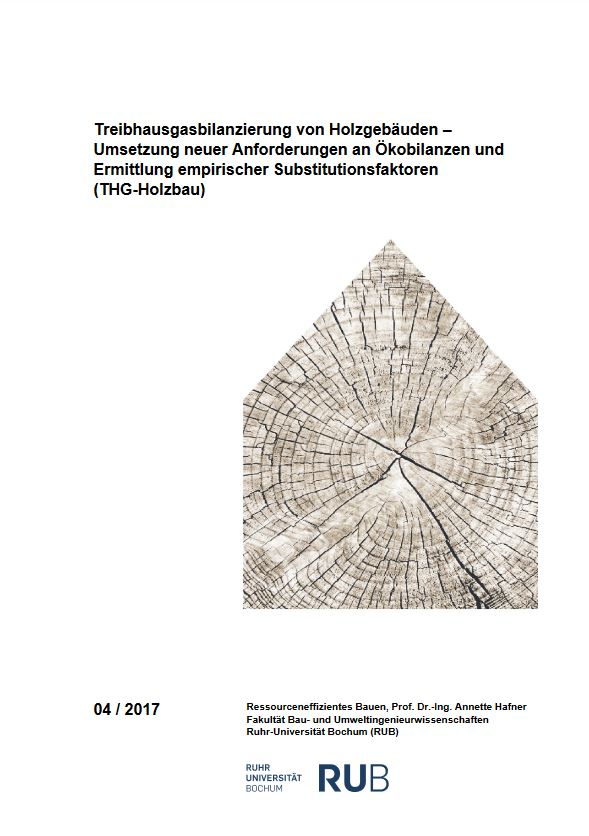 Treibhausgasbilanzierung von Holzgebäuden –
Umsetzung neuer Anforderungen an Ökobilanzen und
Ermittlung empirischer Substitutionsfaktoren
(THG-Holzbau)
04 / 2017
Ressourceneffizientes Bauen, Prof. Dr.-Ing. Annette Hafner
Fakultät Bau- und Umweltingenieurwissenschaften
Ruhr-Universität Bochum (RUB)
RUHR
UNIVERSITÄT
BOCHUM
RUB